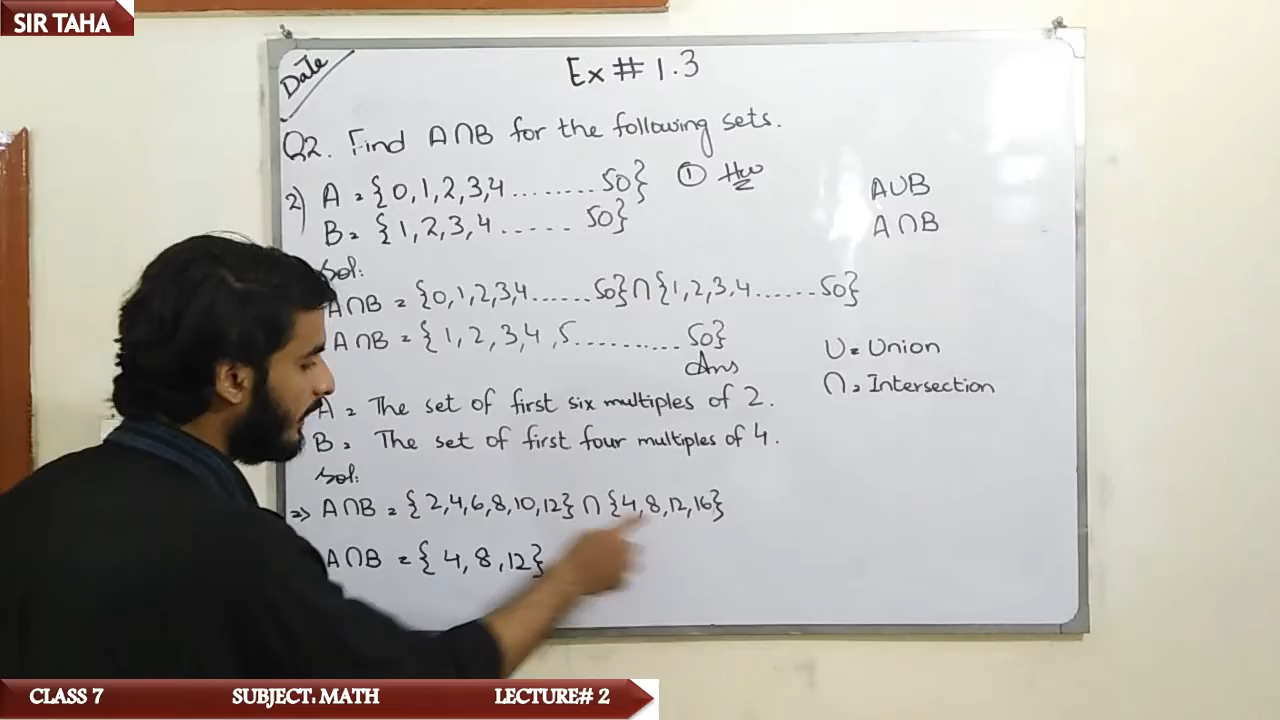 SIR TAHA
Date
Ex # 1.3
Q2. Find A∩B for the following sets.
2) A = {0,1,2,3,4.........50} ① HW
B = {1,2,3,4..... 50}
A∪B
A∩B
Sol:
A∩B = {0,1,2,3,4......50}∩{1,2,3,4......50}
A∩B = {1,2,3,4,5..........50}
Ans
U = Union
∩ = Intersection
A = The set of first six multiples of 2.
B = The set of first four multiples of 4.
Sol:
=> A∩B = {2,4,6,8,10,12} ∩ {4,8,12,16}
A∩B = {4,8,12}
CLASS 7 SUBJECT: MATH LECTURE# 2